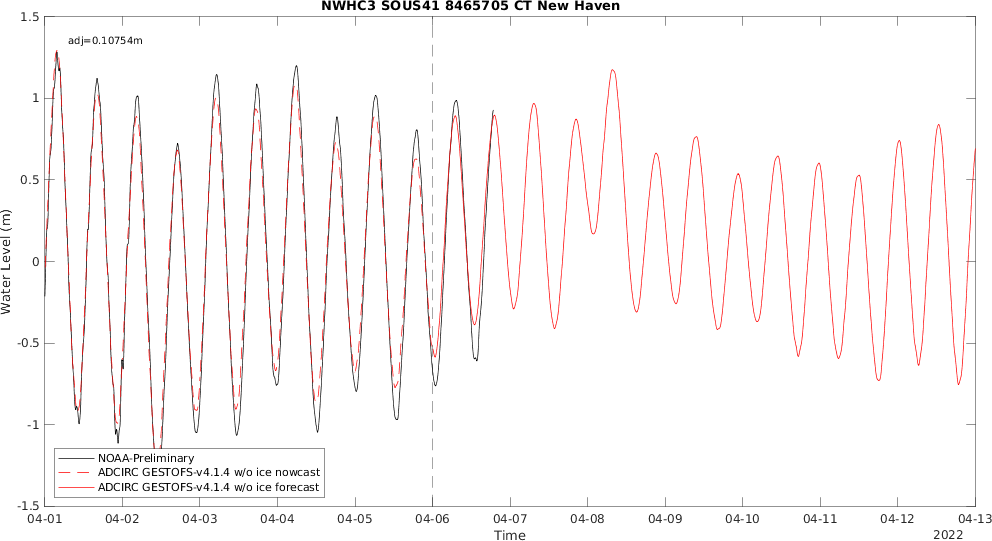 NWHC3 SOUS41 8465705 CT New Haven
1.5
adj=0.10754m
1
0.5
0
-0.5
-1
-1.5
Water Level (m)
NOAA-Preliminary
ADCIRC GESTOFS-v4.1.4 w/o ice nowcast
ADCIRC GESTOFS-v4.1.4 w/o ice forecast
04-01 04-02 04-03 04-04 04-05 04-06 04-07 04-08 04-09 04-10 04-11 04-12 04-13
Time
2022